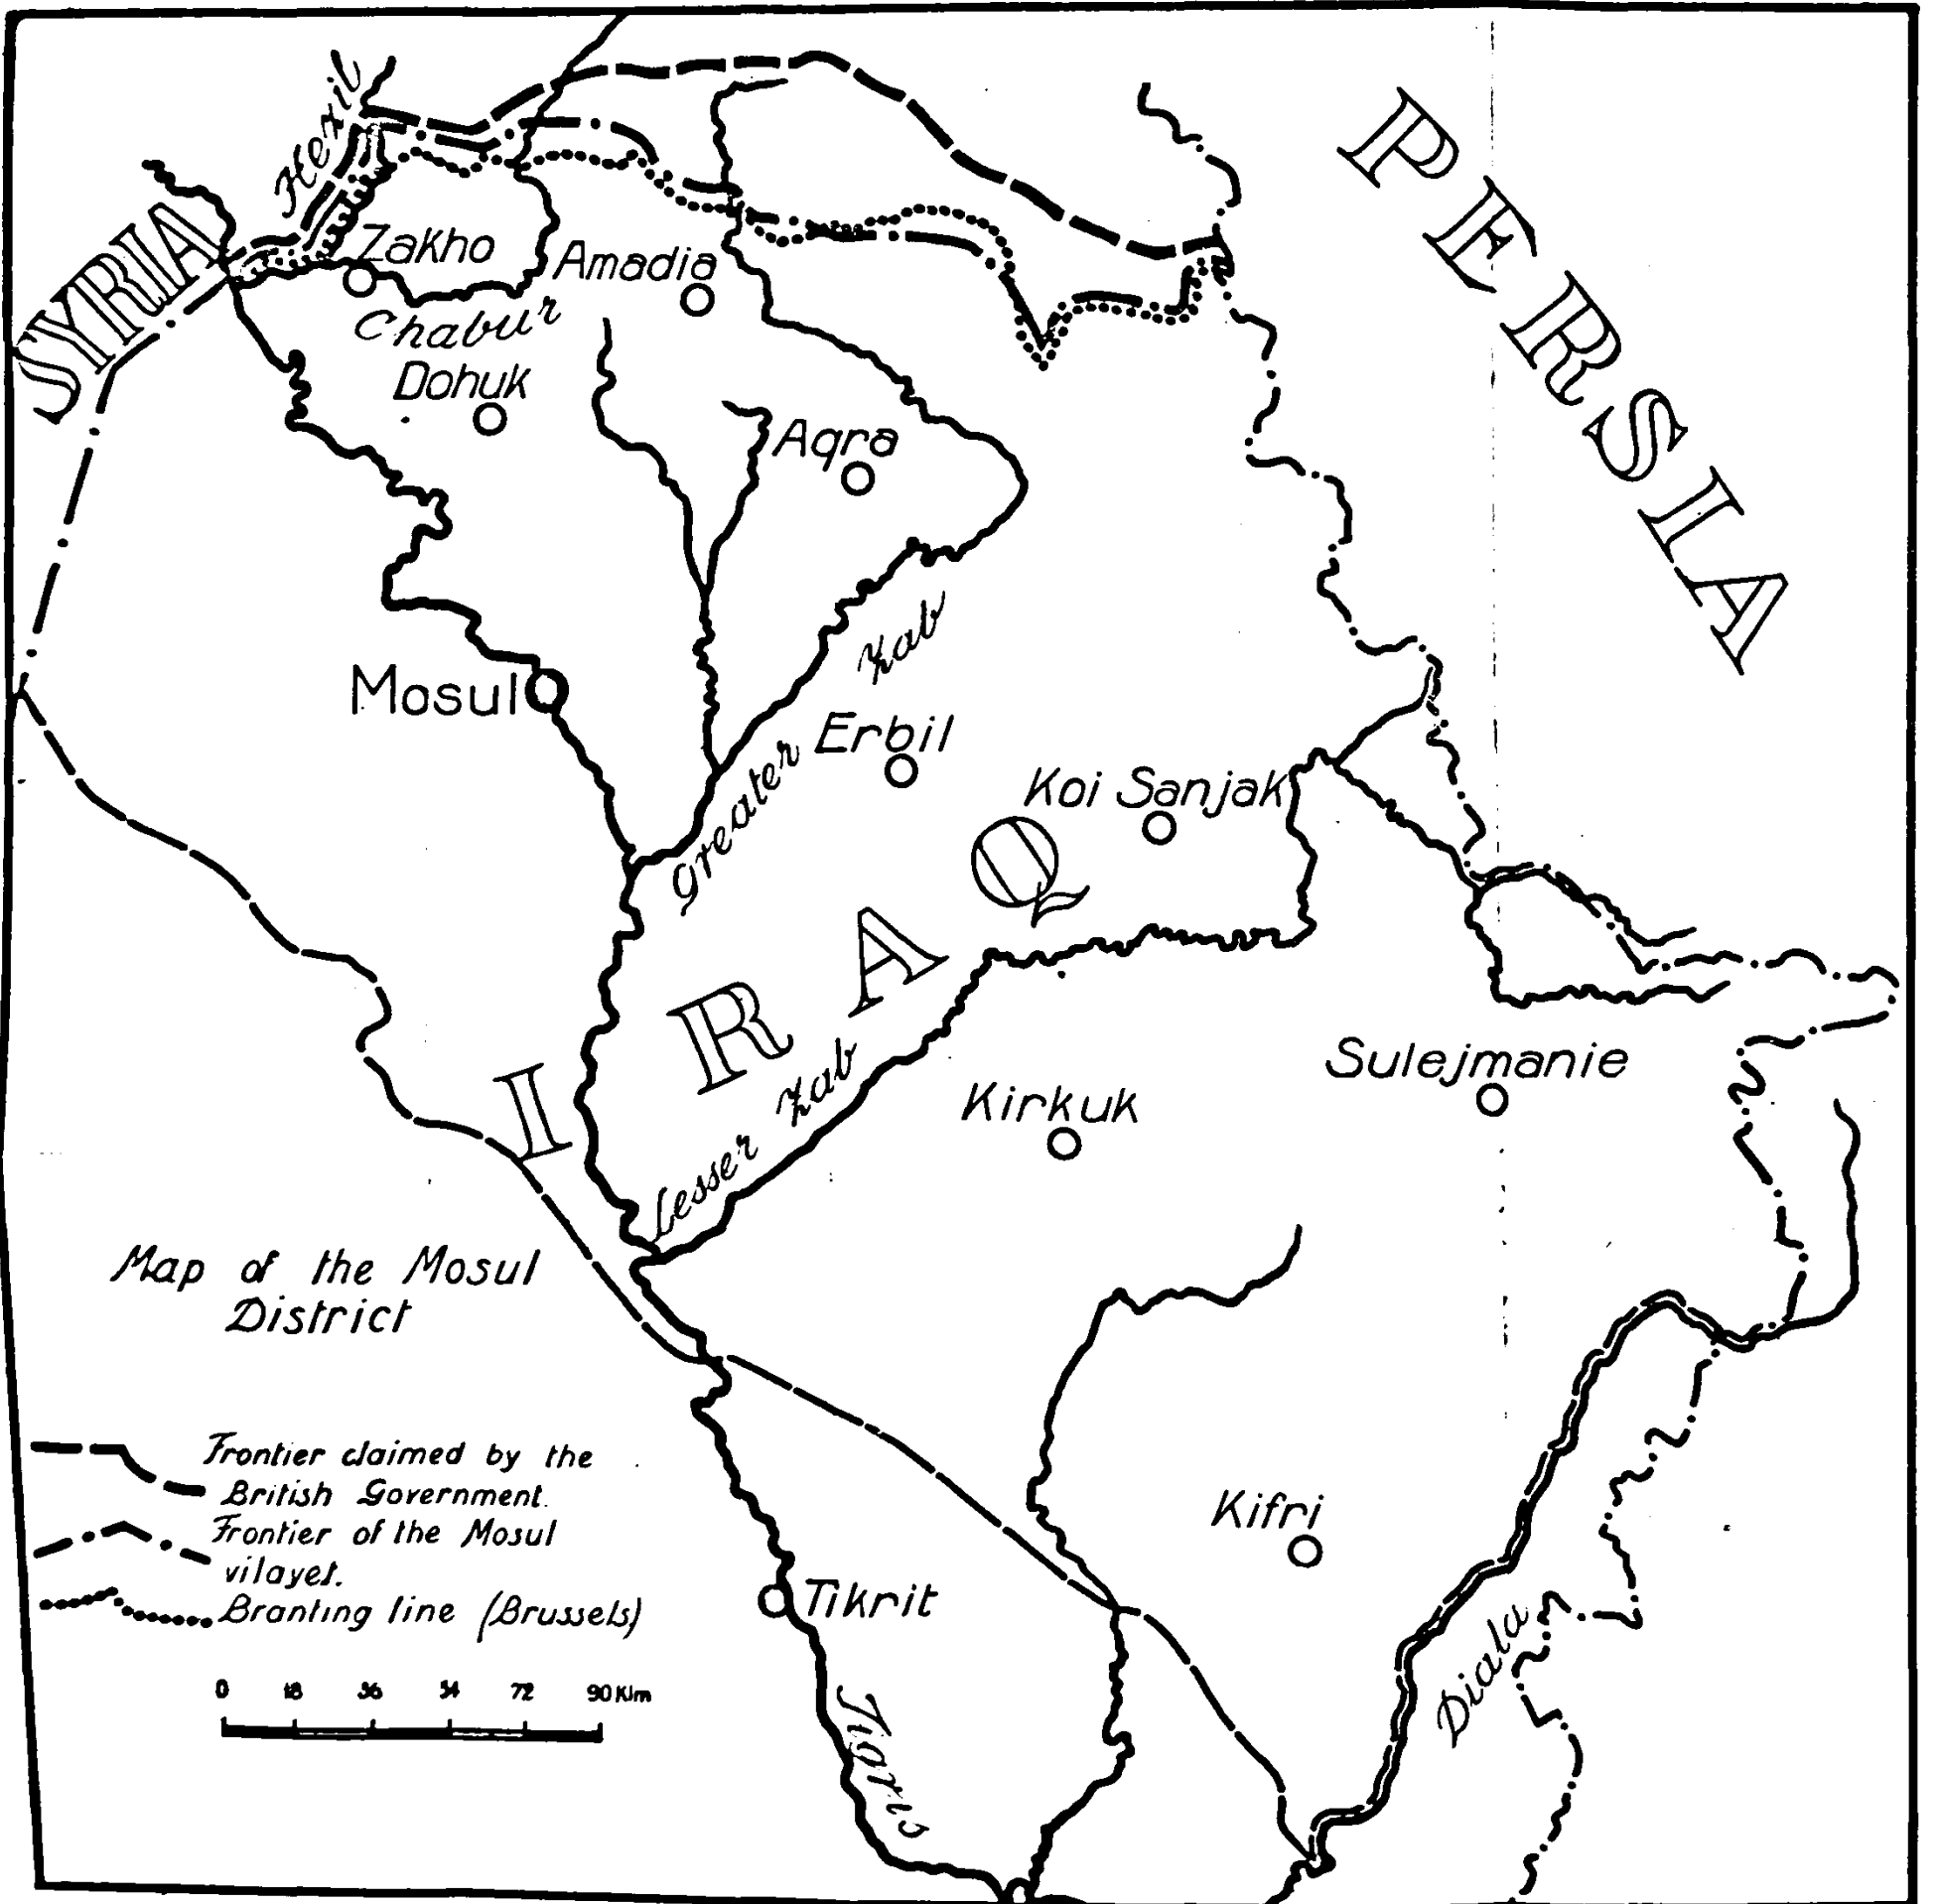 PERSIA
Hexil
SYRIA
Zakho
Amadia
Chabur
Dohuk
Aqra
Greater Zab
Mosul
Erbil
Koi Sanjak
IRAQ
Lesser Zab
Kirkuk
Sulejmanie
Map of the Mosul
District
Frontier claimed by the
British Government.
Frontier of the Mosul
vilayet.
Branting line (Brussels)
0 18 36 54 72 90 Klm
Kifri
Tikrit
Diala
Tigris